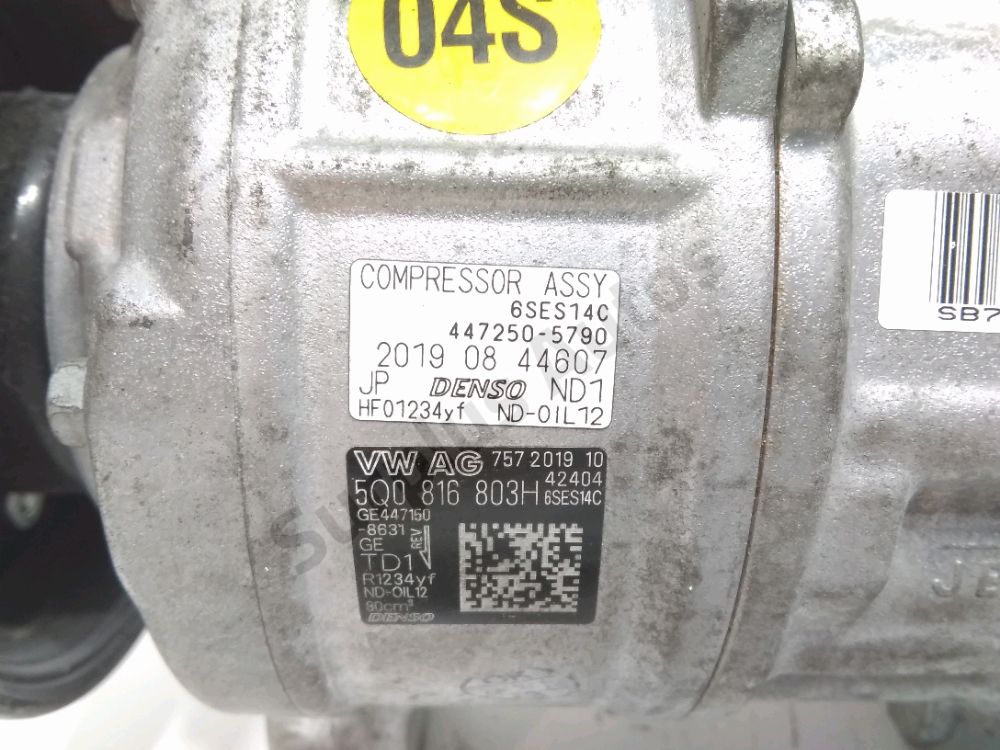 04S
COMPRESSOR ASSY
6SES14C
447250-5790
2019 08 44607
JP DENSO ND1
HF01234yf ND-OIL12
VW AG 757 2019 10
42404
5Q0 816 803H 6SES14C
GE447150
-8631
GE REV
TD1
R1234yf
ND-OIL12
80cm³
DENSO
SB7